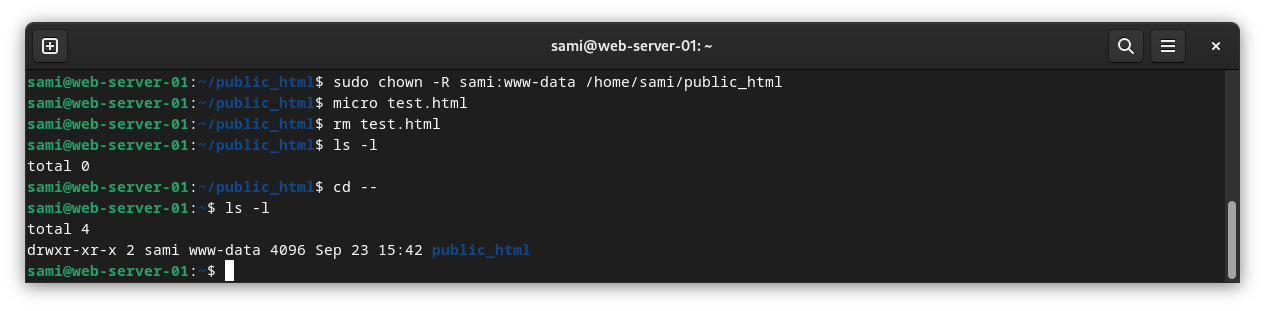 sami@web-server-01: ~
sami@web-server-01:~/public_html$ sudo chown -R sami:www-data /home/sami/public_html
sami@web-server-01:~/public_html$ micro test.html
sami@web-server-01:~/public_html$ rm test.html
sami@web-server-01:~/public_html$ ls -l
total 0
sami@web-server-01:~/public_html$ cd --
sami@web-server-01:~$ ls -l
total 4
drwxr-xr-x 2 sami www-data 4096 Sep 23 15:42 public_html
sami@web-server-01:~$